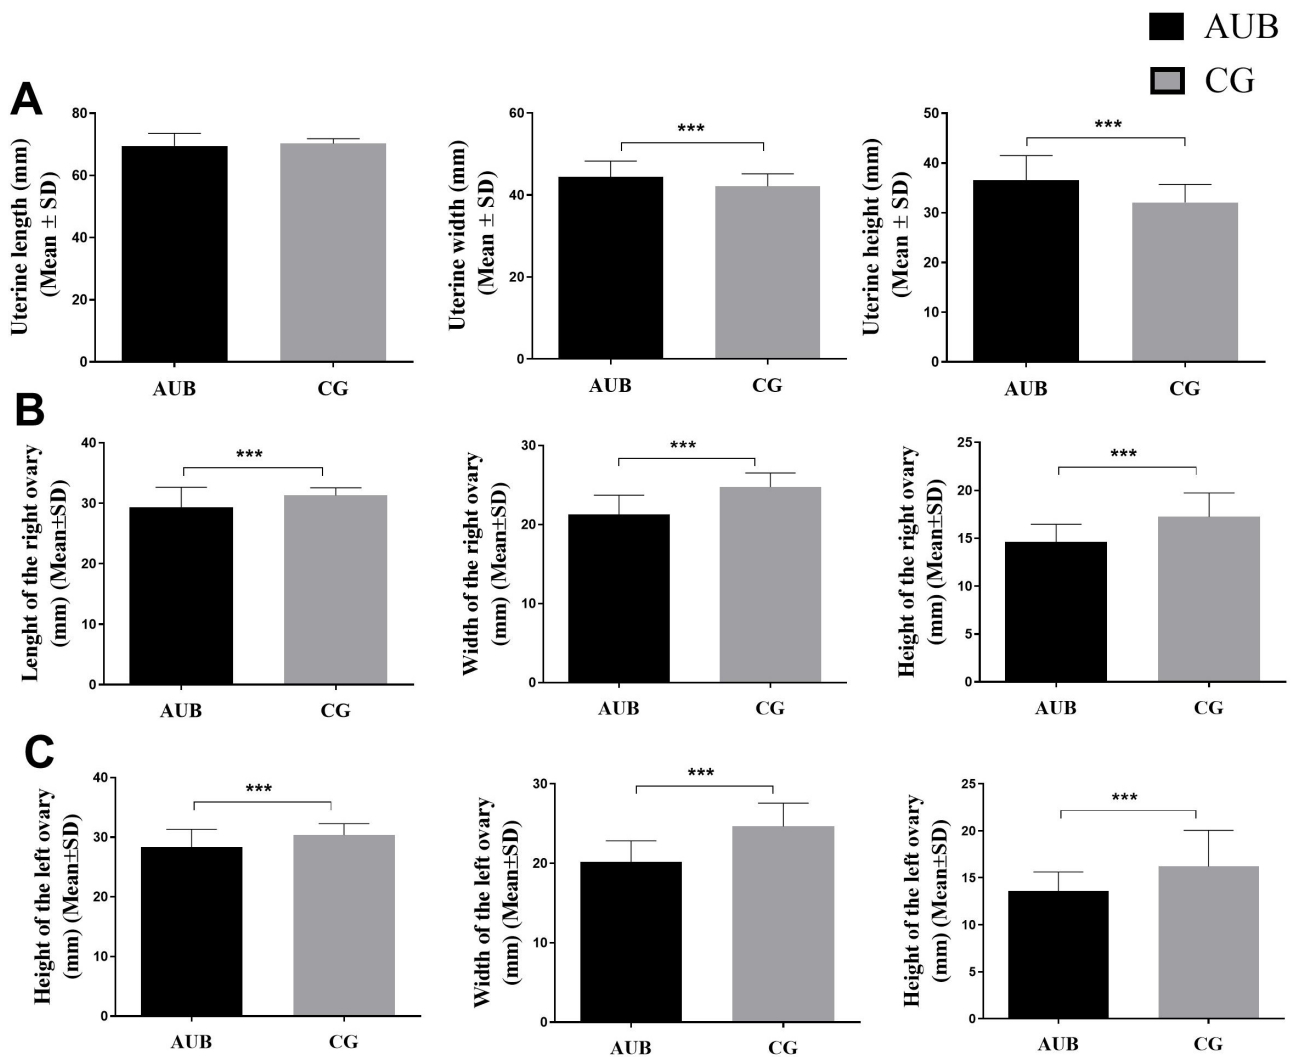 AUB
CG
A
Uterine length (mm)
(Mean ± SD)
80
60
40
20
0
AUB
CG
Uterine width (mm)
(Mean ± SD)
60
40
20
0
***
AUB
CG
Uterine height (mm)
(Mean ± SD)
50
40
30
20
10
0
***
AUB
CG
B
Lenght of the right ovary
(mm) (Mean±SD)
40
30
20
10
0
***
AUB
CG
Width of the right ovary
(mm) (Mean±SD)
30
20
10
0
***
AUB
CG
Height of the right ovary
(mm) (Mean±SD)
25
20
15
10
5
0
***
AUB
CG
C
Height of the left ovary
(mm) (Mean±SD)
40
30
20
10
0
***
AUB
CG
Width of the left ovary
(mm) (Mean±SD)
30
20
10
0
***
AUB
CG
Height of the left ovary
(mm) (Mean±SD)
25
20
15
10
5
0
***
AUB
CG